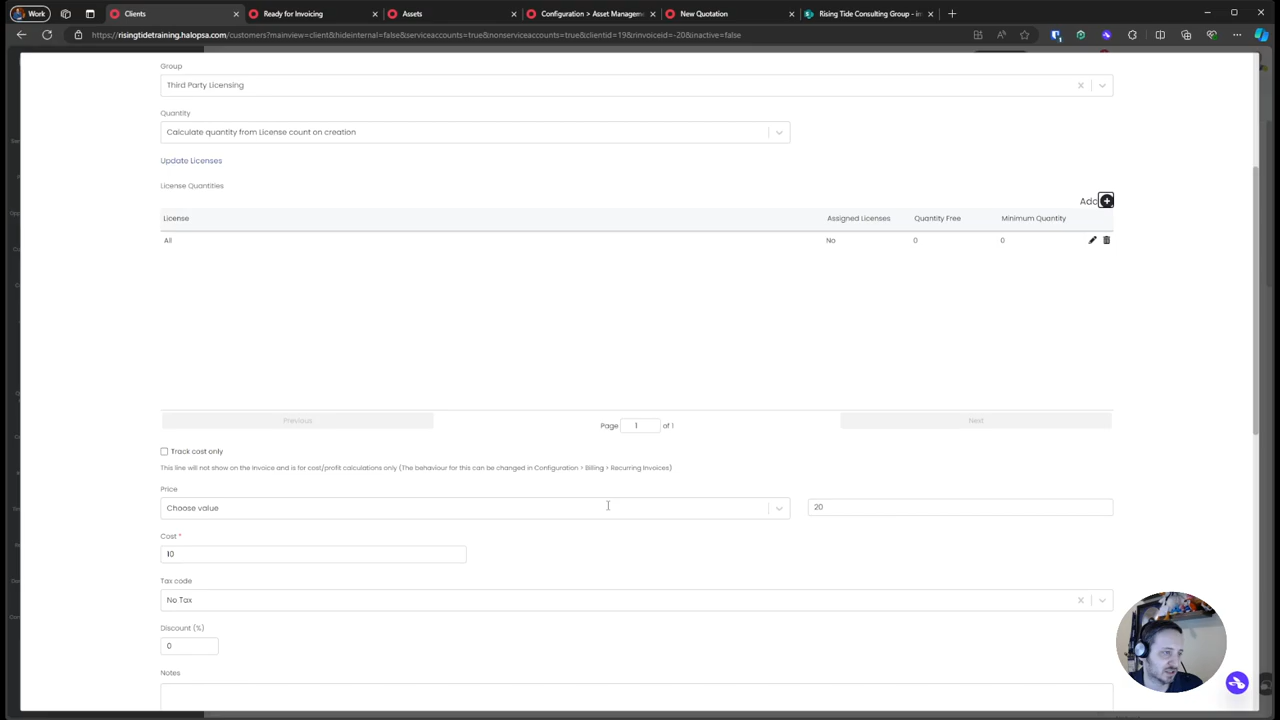 Work
Clients
Ready for Invoicing
Assets
Configuration > Asset Managem
New Quotation
Rising Tide Consulting Group - in
https://risingtidetraining.halopsa.com/customers?mainview=client&hideinternal=false&serviceaccounts=true&nonserviceaccounts=true&clientid=19&rinvoiceid=-20&inactive=false
Group
Third Party Licensing
Quantity
Calculate quantity from License count on creation
Update Licenses
License Quantities
Add
License Assigned Licenses Quantity Free Minimum Quantity
All No 0 0
Previous Page 1 of 1 Next
Track cost only
This line will not show on the invoice and is for cost/profit calculations only (The behaviour for this can be changed in Configuration > Billing > Recurring Invoices)
Price
Choose value 20
Cost *
10
Tax code
No Tax
Discount (%)
0
Notes